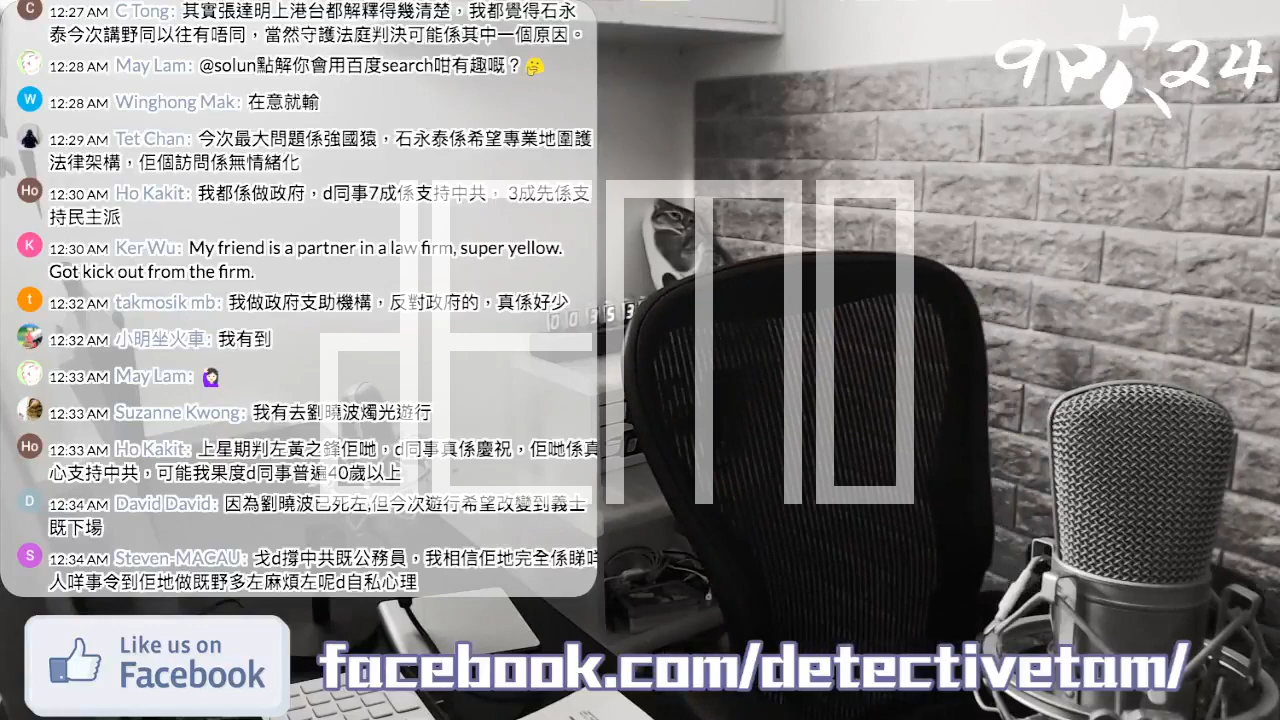 C 12:27 AM C Tong: 其實張達明上港台都解釋得幾清楚，我都覺得石永
泰今次講野同以往有唔同，當然守護法庭判決可能係其中一個原因。
12:28 AM May Lam: @solun點解你會用百度search咁有趣嘅？🤔
W 12:28 AM Winghong Mak: 在意就輸
12:29 AM Tet Chan: 今次最大問題係強國猿，石永泰係希望專業地圍護
法律架構，佢個訪問係無情緒化
Ho 12:30 AM Ho Kakit: 我都係做政府，d同事7成係支持中共， 3成先係支
持民主派
K 12:30 AM Ker Wu: My friend is a partner in a law firm, super yellow.
Got kick out from the firm.
t 12:32 AM takmosik mb: 我做政府支助機構，反對政府的，真係好少
12:32 AM 小明坐火車: 我有到
12:33 AM May Lam: 🙋🏻‍♀️
12:33 AM Suzanne Kwong: 我有去劉曉波燭光遊行
Ho 12:33 AM Ho Kakit: 上星期判左黃之鋒佢哋，d同事真係慶祝，佢哋係真
心支持中共，可能我果度d同事普遍40歲以上
D 12:34 AM David David: 因為劉曉波已死左,但今次遊行希望改變到義士
既下場
S 12:34 AM Steven-MACAU: 戈d撐中共既公務員，我相信佢地完全係睇咩
人咩事令到佢地做既野多左麻煩左呢d自私心理
demo
Like us on
Facebook
facebook.com/detectivetam/